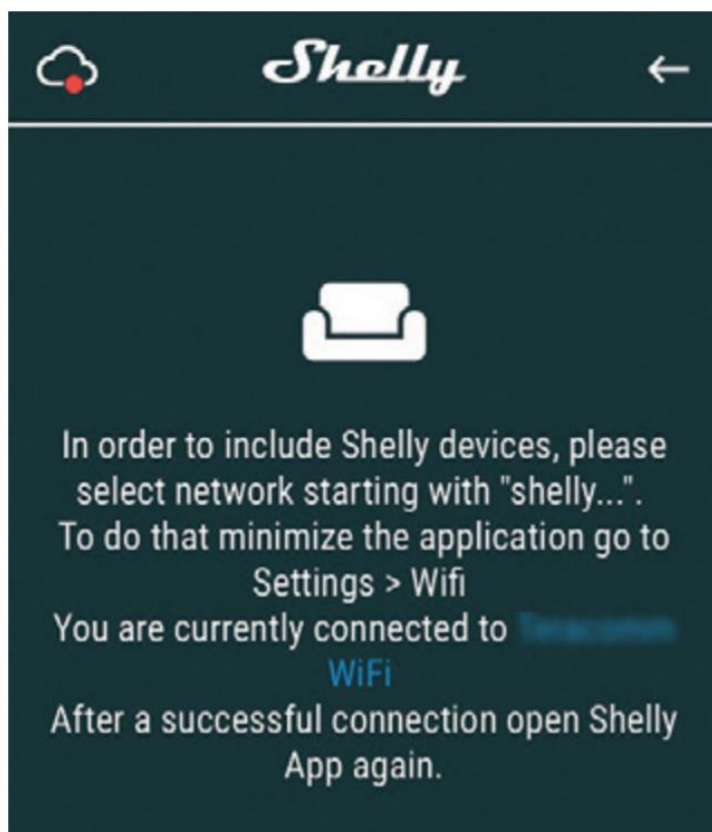 Shelly
In order to include Shelly devices, please
select network starting with "shelly...".
To do that minimize the application go to
Settings > Wifi
You are currently connected to
WiFi
After a successful connection open Shelly
App again.